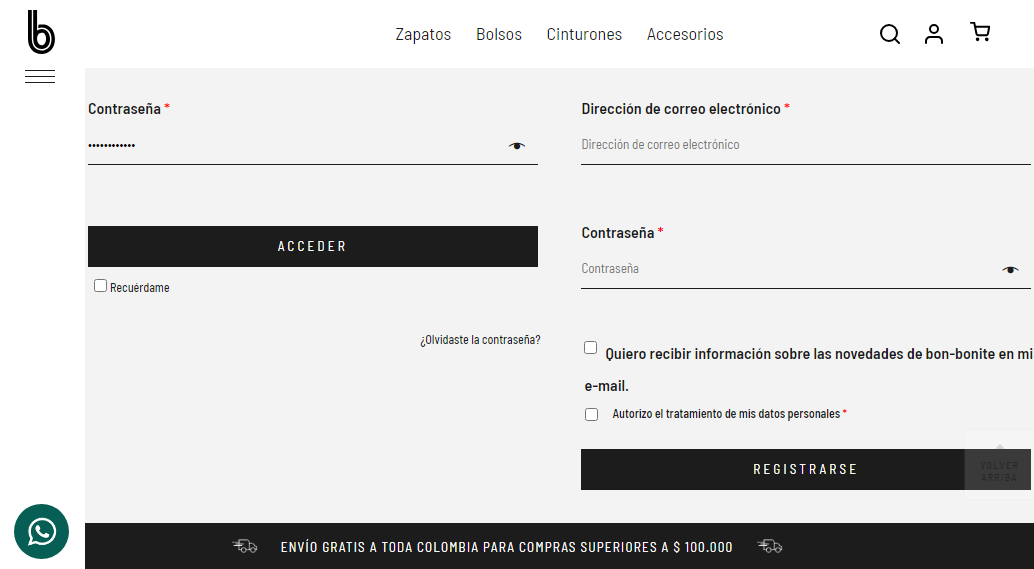 b
Zapatos Bolsos Cinturones Accesorios
Contraseña *
••••••••••••
ACCEDER
Recuérdame
¿Olvidaste la contraseña?
Dirección de correo electrónico *
Dirección de correo electrónico
Contraseña *
Contraseña
Quiero recibir información sobre las novedades de bon-bonite en mi
e-mail.
Autorizo el tratamiento de mis datos personales *
REGISTRARSE
VOLVER
ARRIBA
ENVÍO GRATIS A TODA COLOMBIA PARA COMPRAS SUPERIORES A $ 100.000